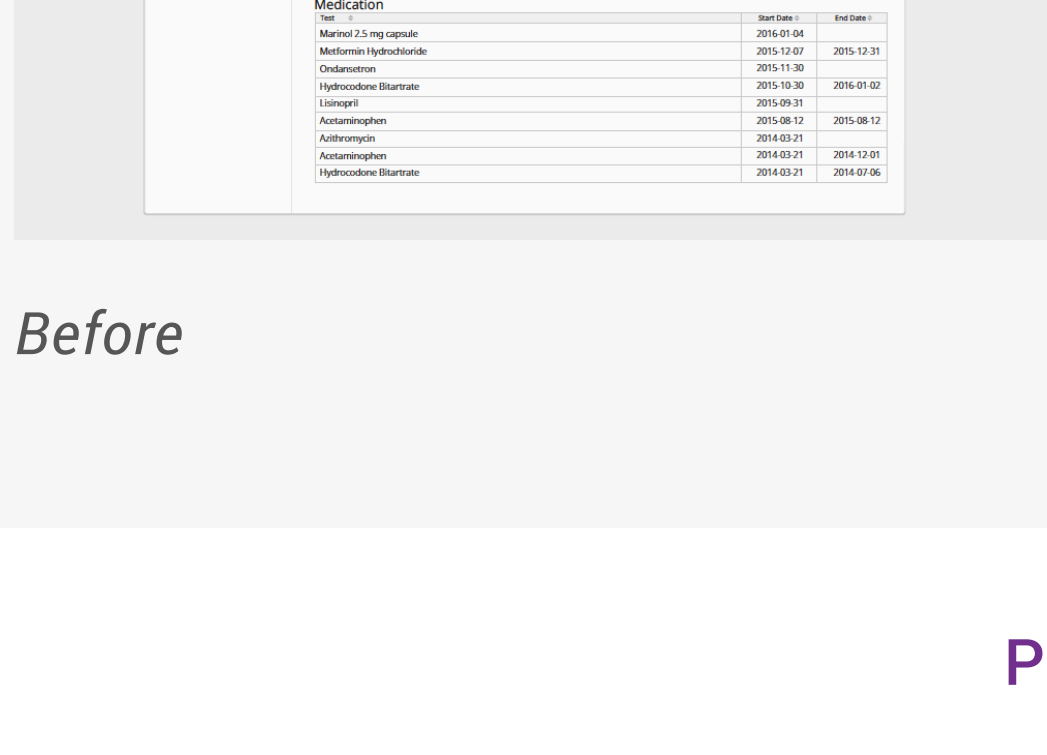 Medication
Test Start Date End Date
Marinol 2.5 mg capsule 2016-01-04
Metformin Hydrochloride 2015-12-07 2015-12-31
Ondansetron 2015-11-30
Hydrocodone Bitartrate 2015-10-30 2016-01-02
Lisinopril 2015-09-31
Acetaminophen 2015-08-12 2015-08-12
Azithromycin 2014-03-21
Acetaminophen 2014-03-21 2014-12-01
Hydrocodone Bitartrate 2014-03-21 2014-07-06
Before
P